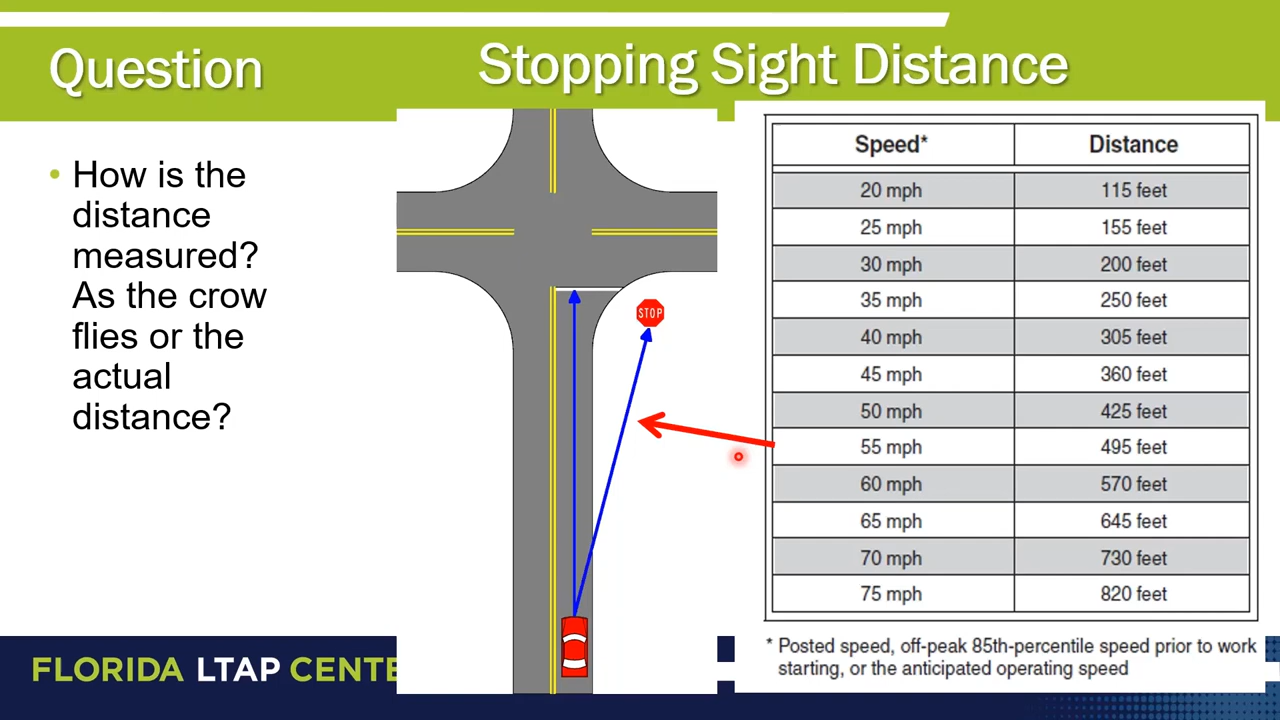 Question
Stopping Sight Distance
• How is the
distance
measured?
As the crow
flies or the
actual
distance?
STOP
Speed* Distance
20 mph 115 feet
25 mph 155 feet
30 mph 200 feet
35 mph 250 feet
40 mph 305 feet
45 mph 360 feet
50 mph 425 feet
55 mph 495 feet
60 mph 570 feet
65 mph 645 feet
70 mph 730 feet
75 mph 820 feet
* Posted speed, off-peak 85th-percentile speed prior to work
starting, or the anticipated operating speed
FLORIDA LTAP CENTE